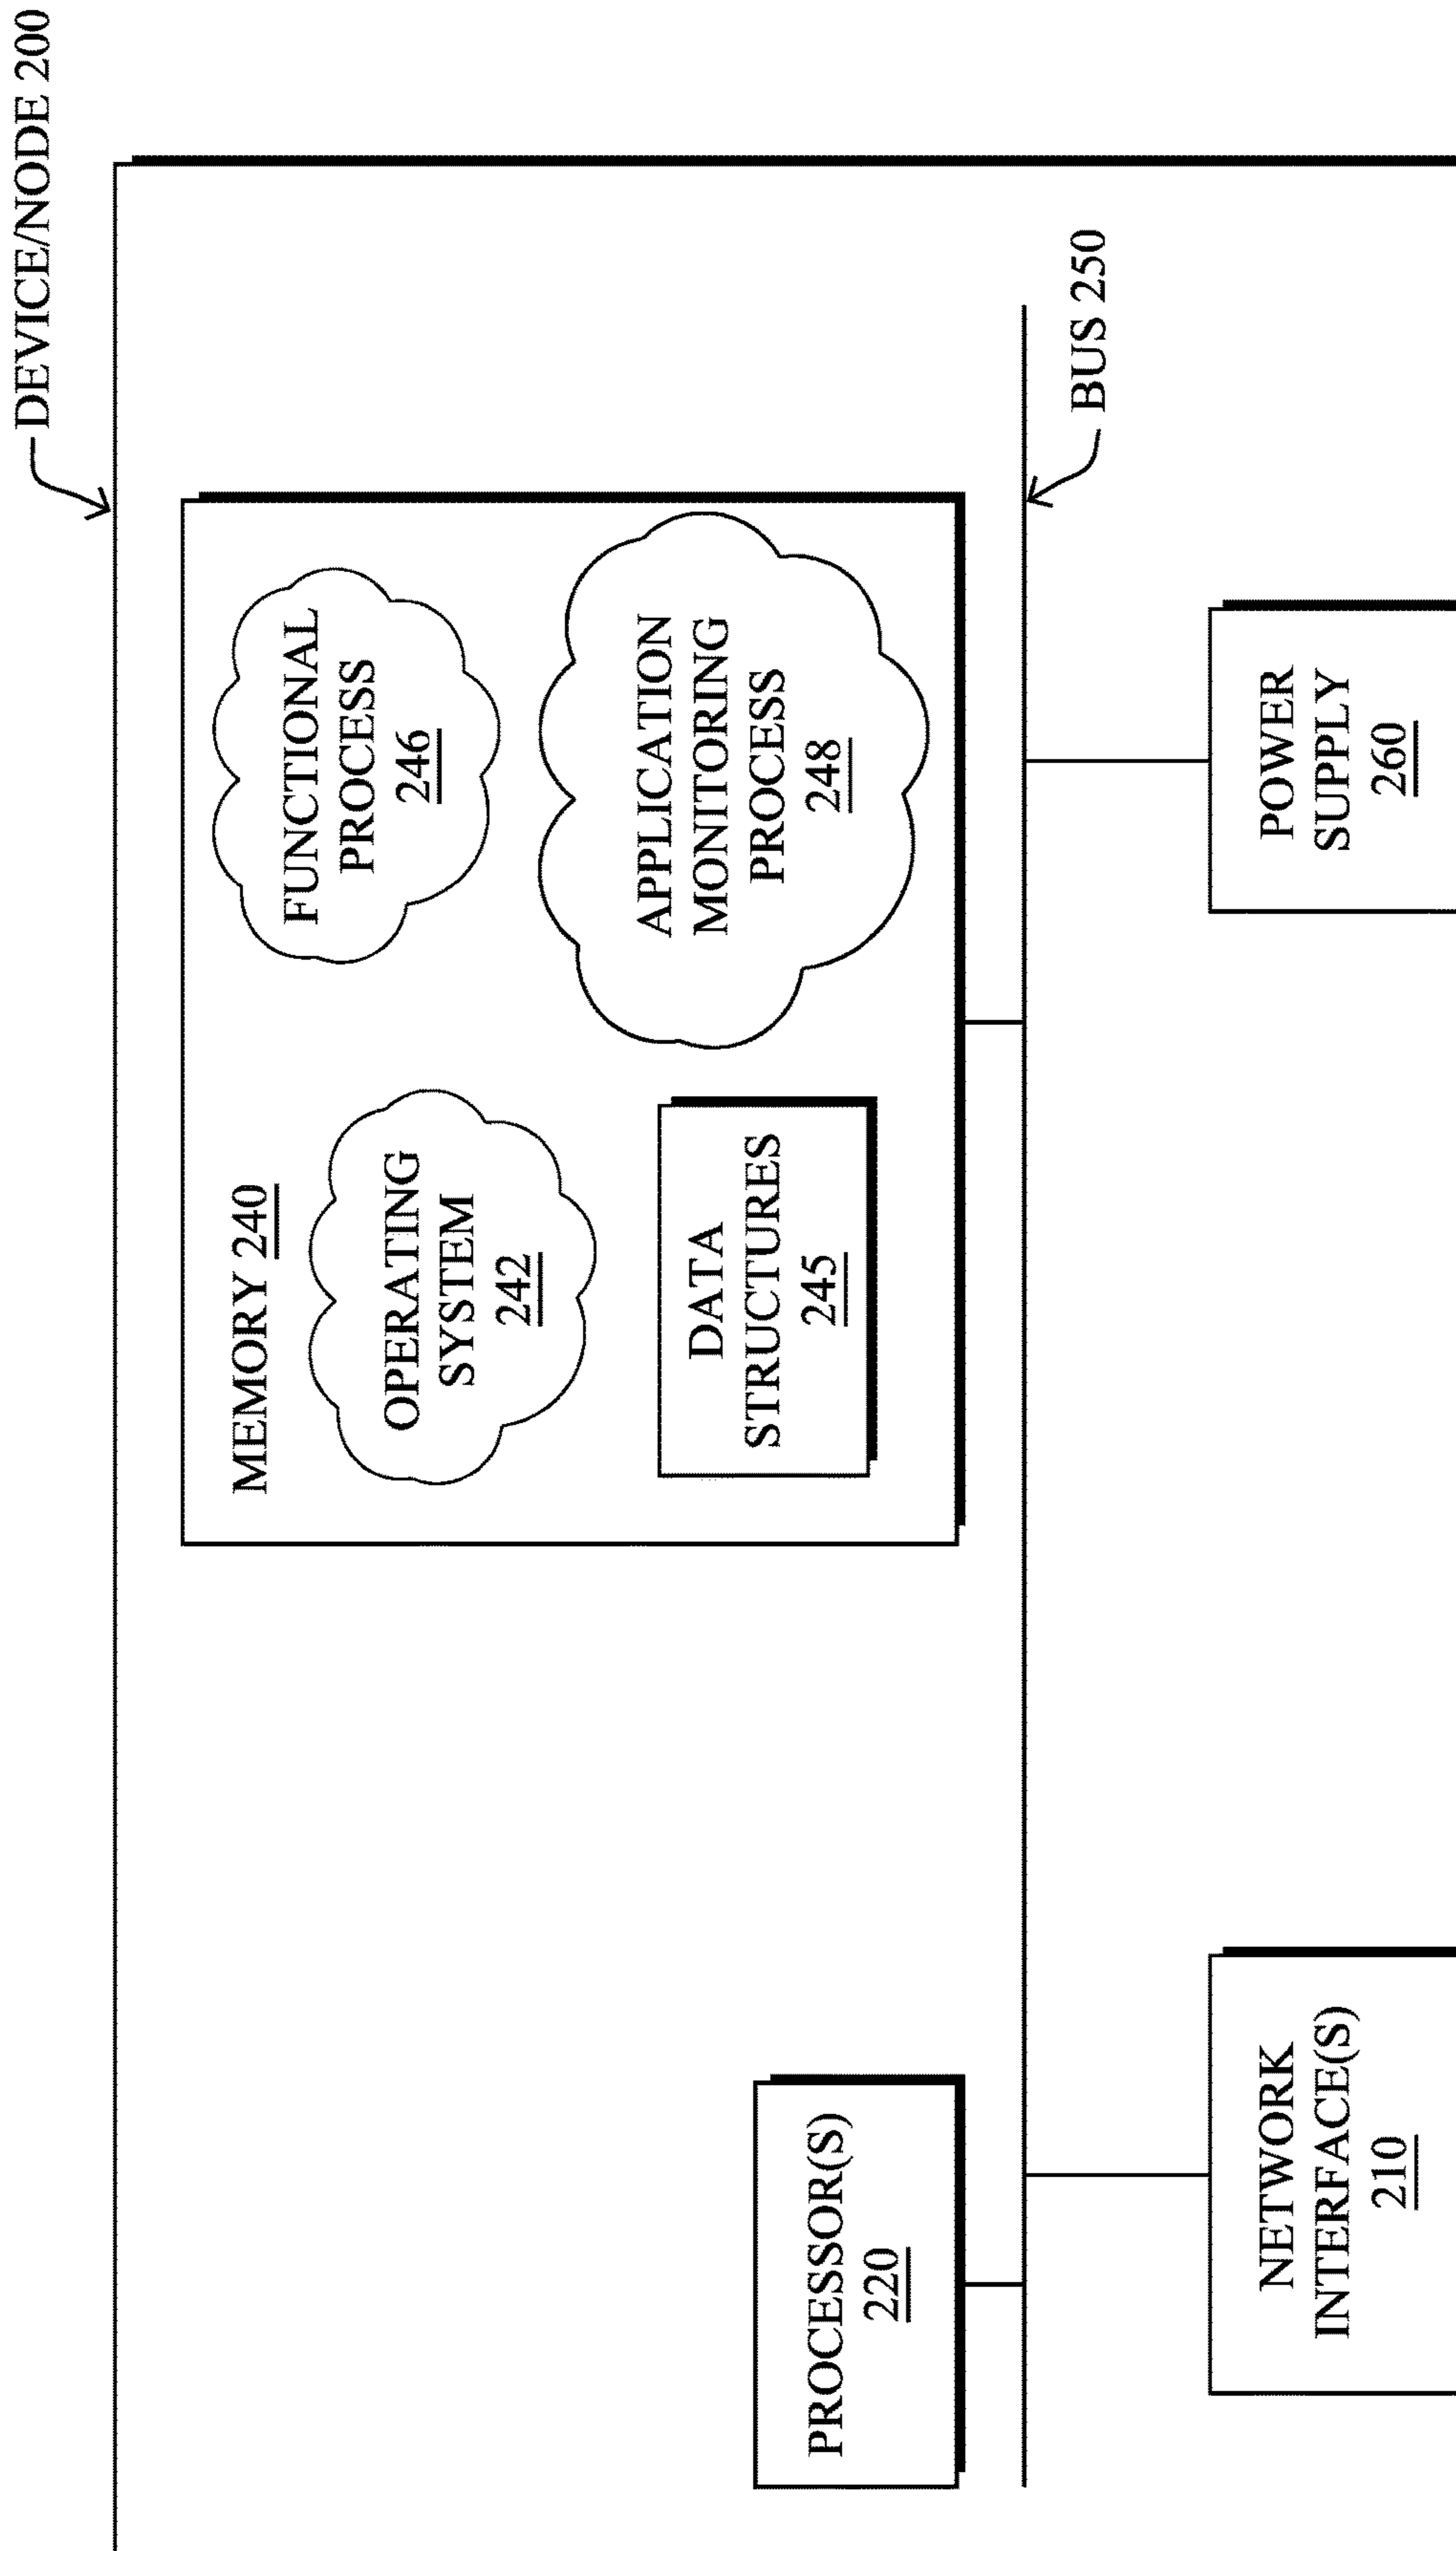 DEVICE/NODE 200
MEMORY 240
OPERATING
SYSTEM
242
FUNCTIONAL
PROCESS
246
DATA
STRUCTURES
245
APPLICATION
MONITORING
PROCESS
248
PROCESSOR(S)
220
BUS 250
NETWORK
INTERFACE(S)
210
POWER
SUPPLY
260